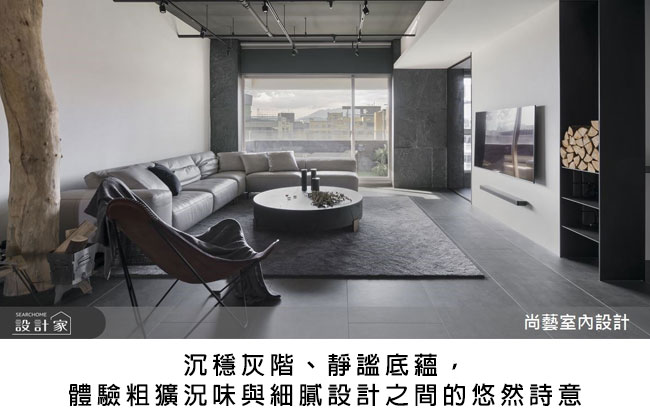 SEARCHOME
設計家
尚藝室內設計
沉穩灰階、靜謐底蘊，
體驗粗獷況味與細膩設計之間的悠然詩意